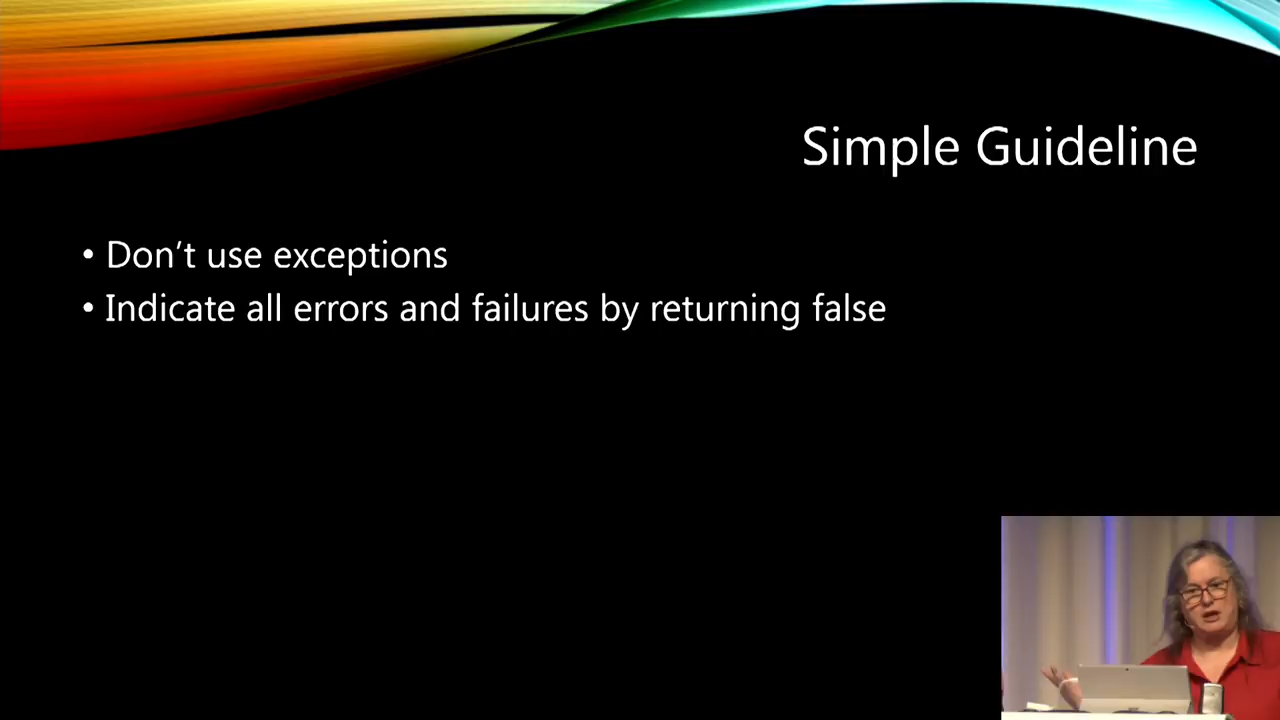 Simple Guideline
• Don't use exceptions
• Indicate all errors and failures by returning false